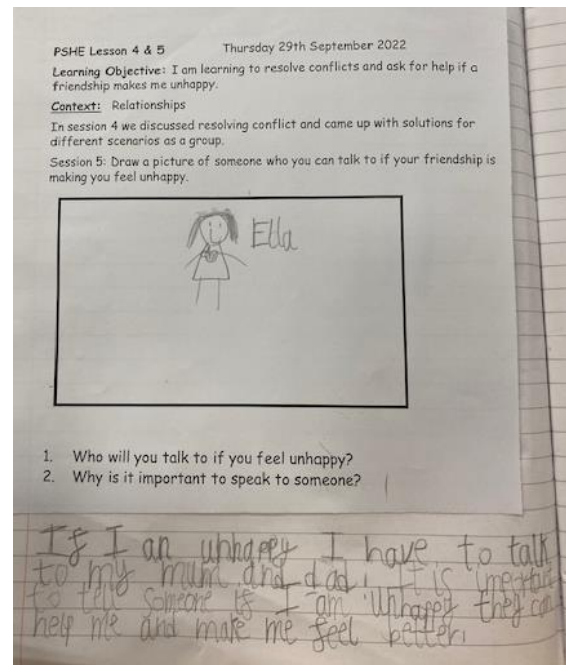 PSHE Lesson 4 & 5 Thursday 29th September 2022
Learning Objective: I am learning to resolve conflicts and ask for help if a
friendship makes me unhappy.
Context: Relationships
In session 4 we discussed resolving conflict and came up with solutions for
different scenarios as a group.
Session 5: Draw a picture of someone who you can talk to if your friendship is
making you feel unhappy.
Ella
1. Who will you talk to if you feel unhappy?
2. Why is it important to speak to someone?
If I an unhappy I have to talk
to my mum and dad. It is
to tell someone if I am unhappy they can
help me and make me feel better.